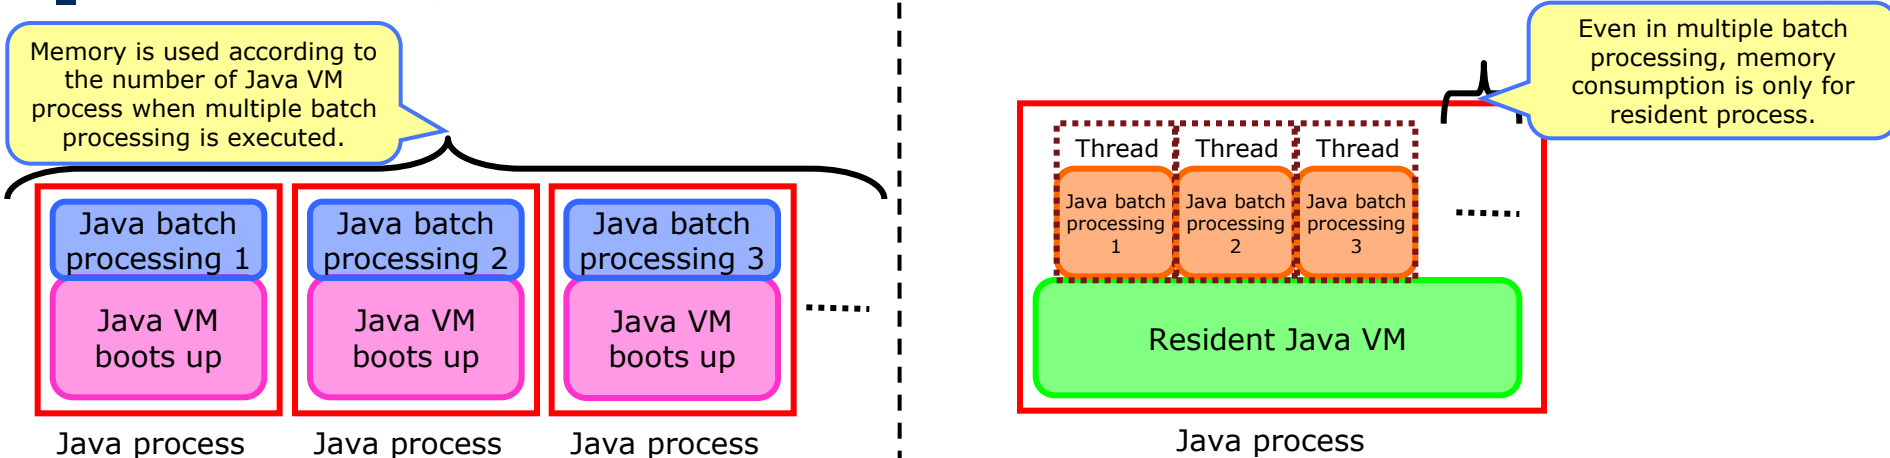 Memory is used according to
the number of Java VM
process when multiple batch
processing is executed.
Java batch
processing 1
Java VM
boots up
Java process
Java batch
processing 2
Java VM
boots up
Java process
Java batch
processing 3
Java VM
boots up
Java process
Even in multiple batch
processing, memory
consumption is only for
resident process.
Thread
Java batch
processing
1
Thread
Java batch
processing
2
Thread
Java batch
processing
3
Resident Java VM
Java process